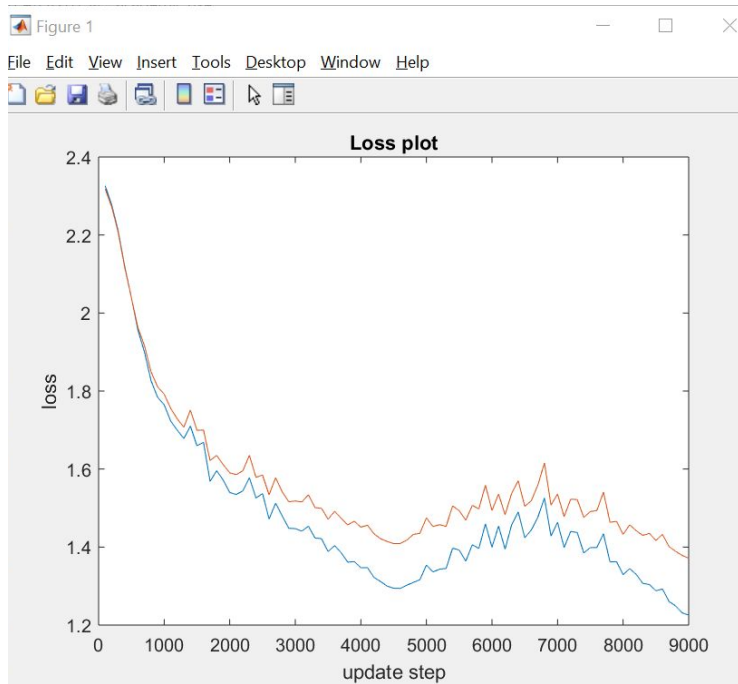 Figure 1
File Edit View Insert Tools Desktop Window Help
Loss plot
2.4
2.2
2
1.8
1.6
1.4
1.2
loss
0 1000 2000 3000 4000 5000 6000 7000 8000 9000
update step